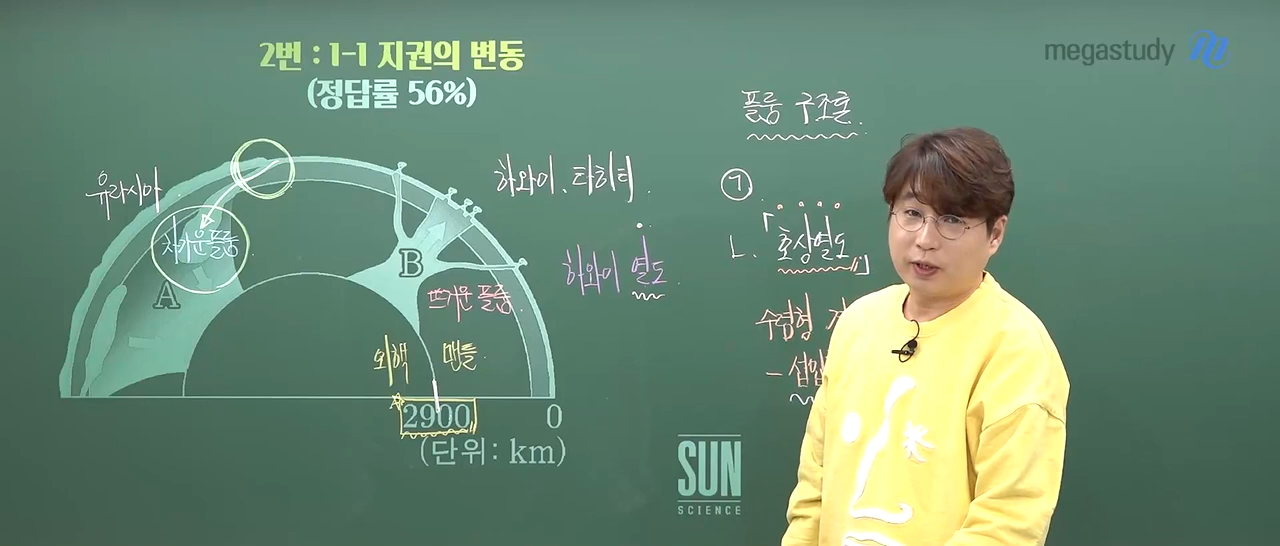 2번 : 1-1 지권의 변동
(정답률 56%)
megastudy
플룸 구조론.
유라시아
하와이、타히티.
㉠.
차가운 플룸
ㄴ. 「호상열도」
B
하와이 열도.
A
뜨거운 플룸.
수렴형
외핵
맨틀.
- 섭입
2900
0
(단위: km)
SUN
SCIENCE